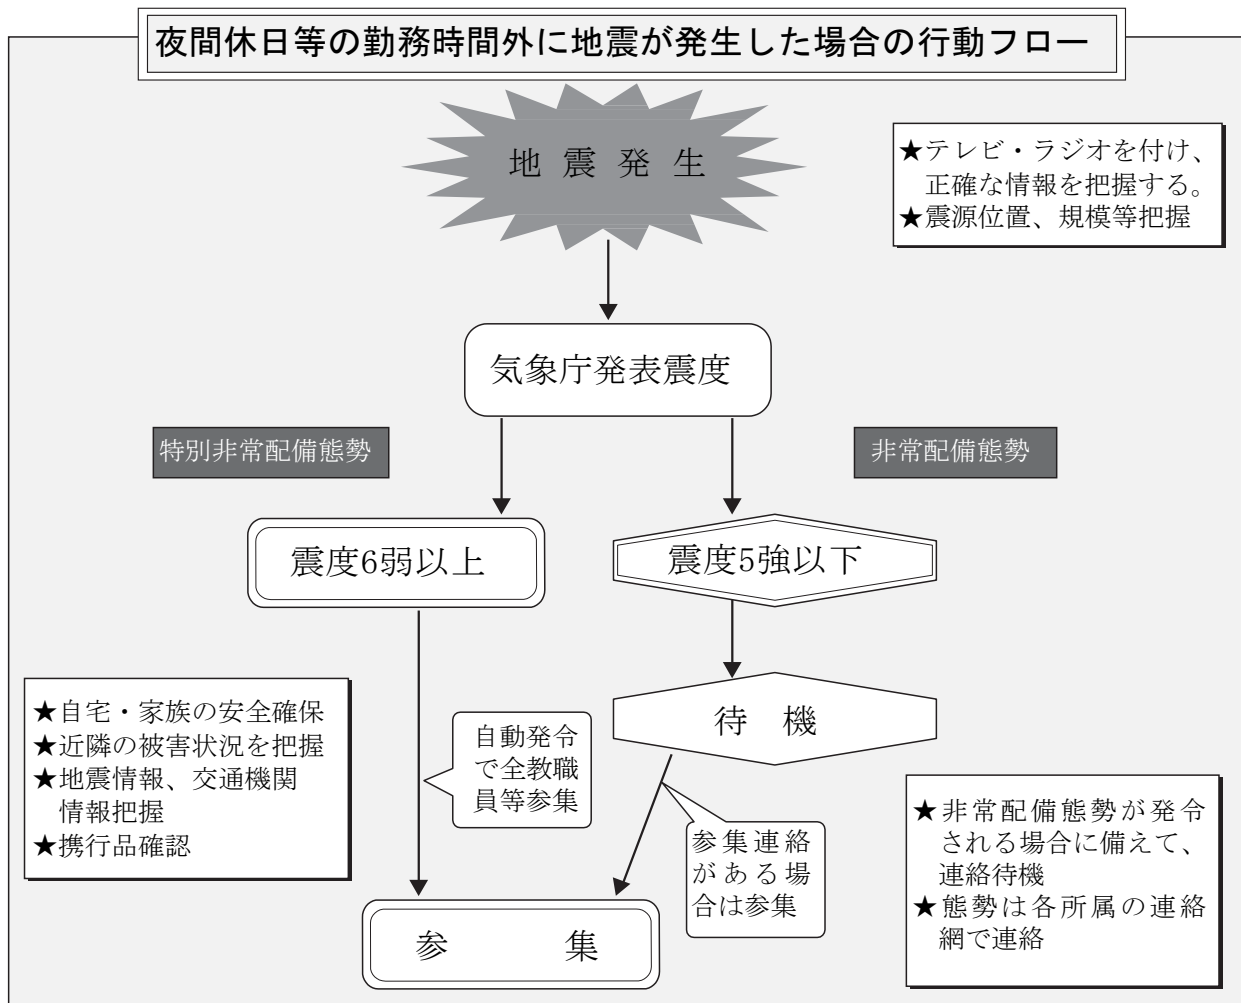 夜間休日等の勤務時間外に地震が発生した場合の行動フロー
地震発生
★テレビ・ラジオを付け、
正確な情報を把握する。
★震源位置、規模等把握
気象庁発表震度
特別非常配備態勢
非常配備態勢
震度6弱以上
震度5強以下
★自宅・家族の安全確保
★近隣の被害状況を把握
★地震情報、交通機関
情報把握
★携行品確認
自動発令
で全教職
員等参集
待機
参集連絡
がある場
合は参集
★非常配備態勢が発令
される場合に備えて、
連絡待機
★態勢は各所属の連絡
網で連絡
参集